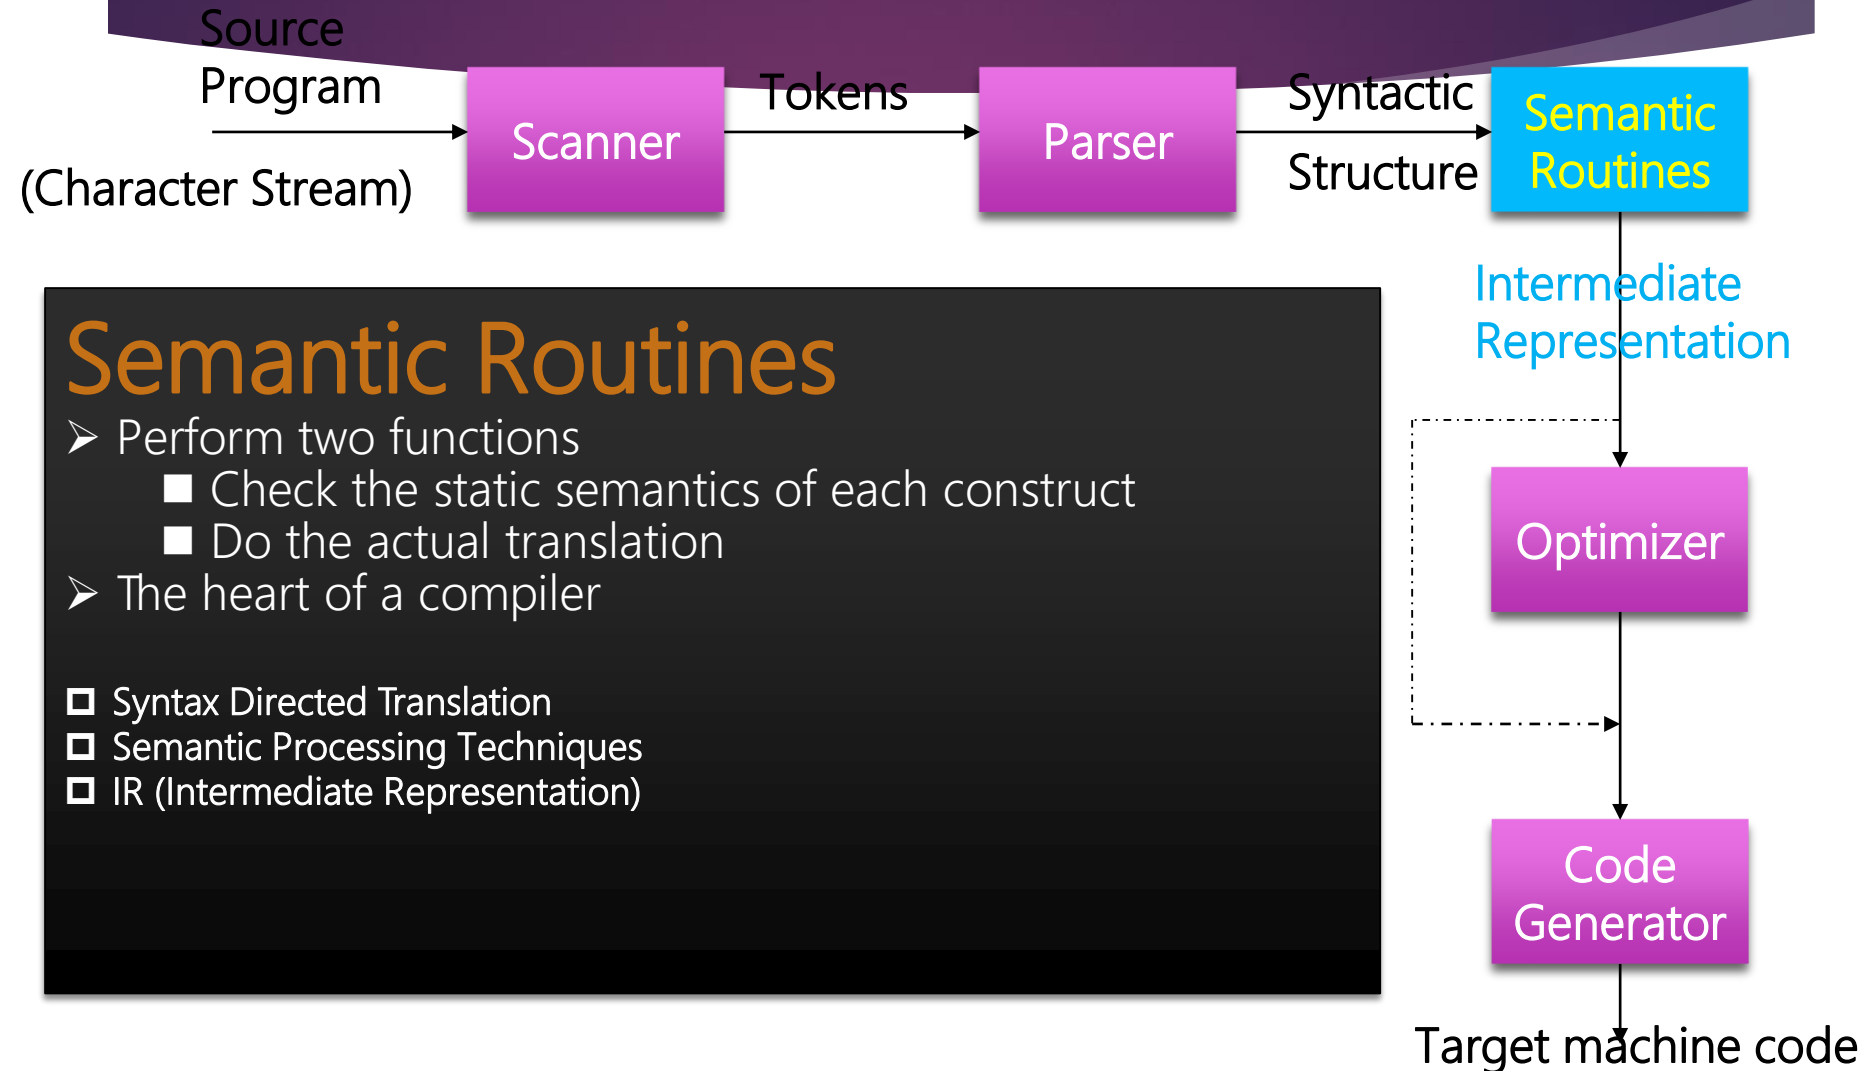 Source
Program
(Character Stream)
Scanner
Tokens
Parser
Syntactic
Structure
Semantic
Routines
Intermediate
Representation
Semantic Routines
Perform two functions
Check the static semantics of each construct
Do the actual translation
The heart of a compiler
Syntax Directed Translation
Semantic Processing Techniques
IR (Intermediate Representation)
Optimizer
Code
Generator
Target machine code